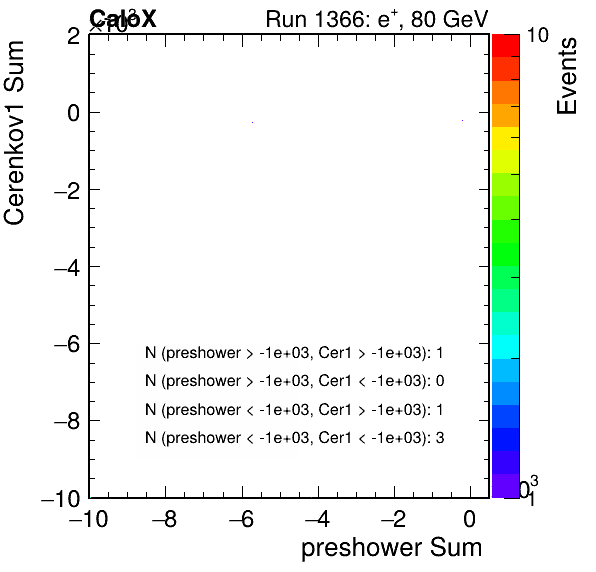 CaloX
×10³
Run 1366: e⁺, 80 GeV
Cerenkov1 Sum
2
0
−2
−4
−6
−8
−10
N (preshower > -1e+03, Cer1 > -1e+03): 1
N (preshower > -1e+03, Cer1 < -1e+03): 0
N (preshower < -1e+03, Cer1 > -1e+03): 1
N (preshower < -1e+03, Cer1 < -1e+03): 3
−10 −8 −6 −4 −2 0
preshower Sum
10
1
Events